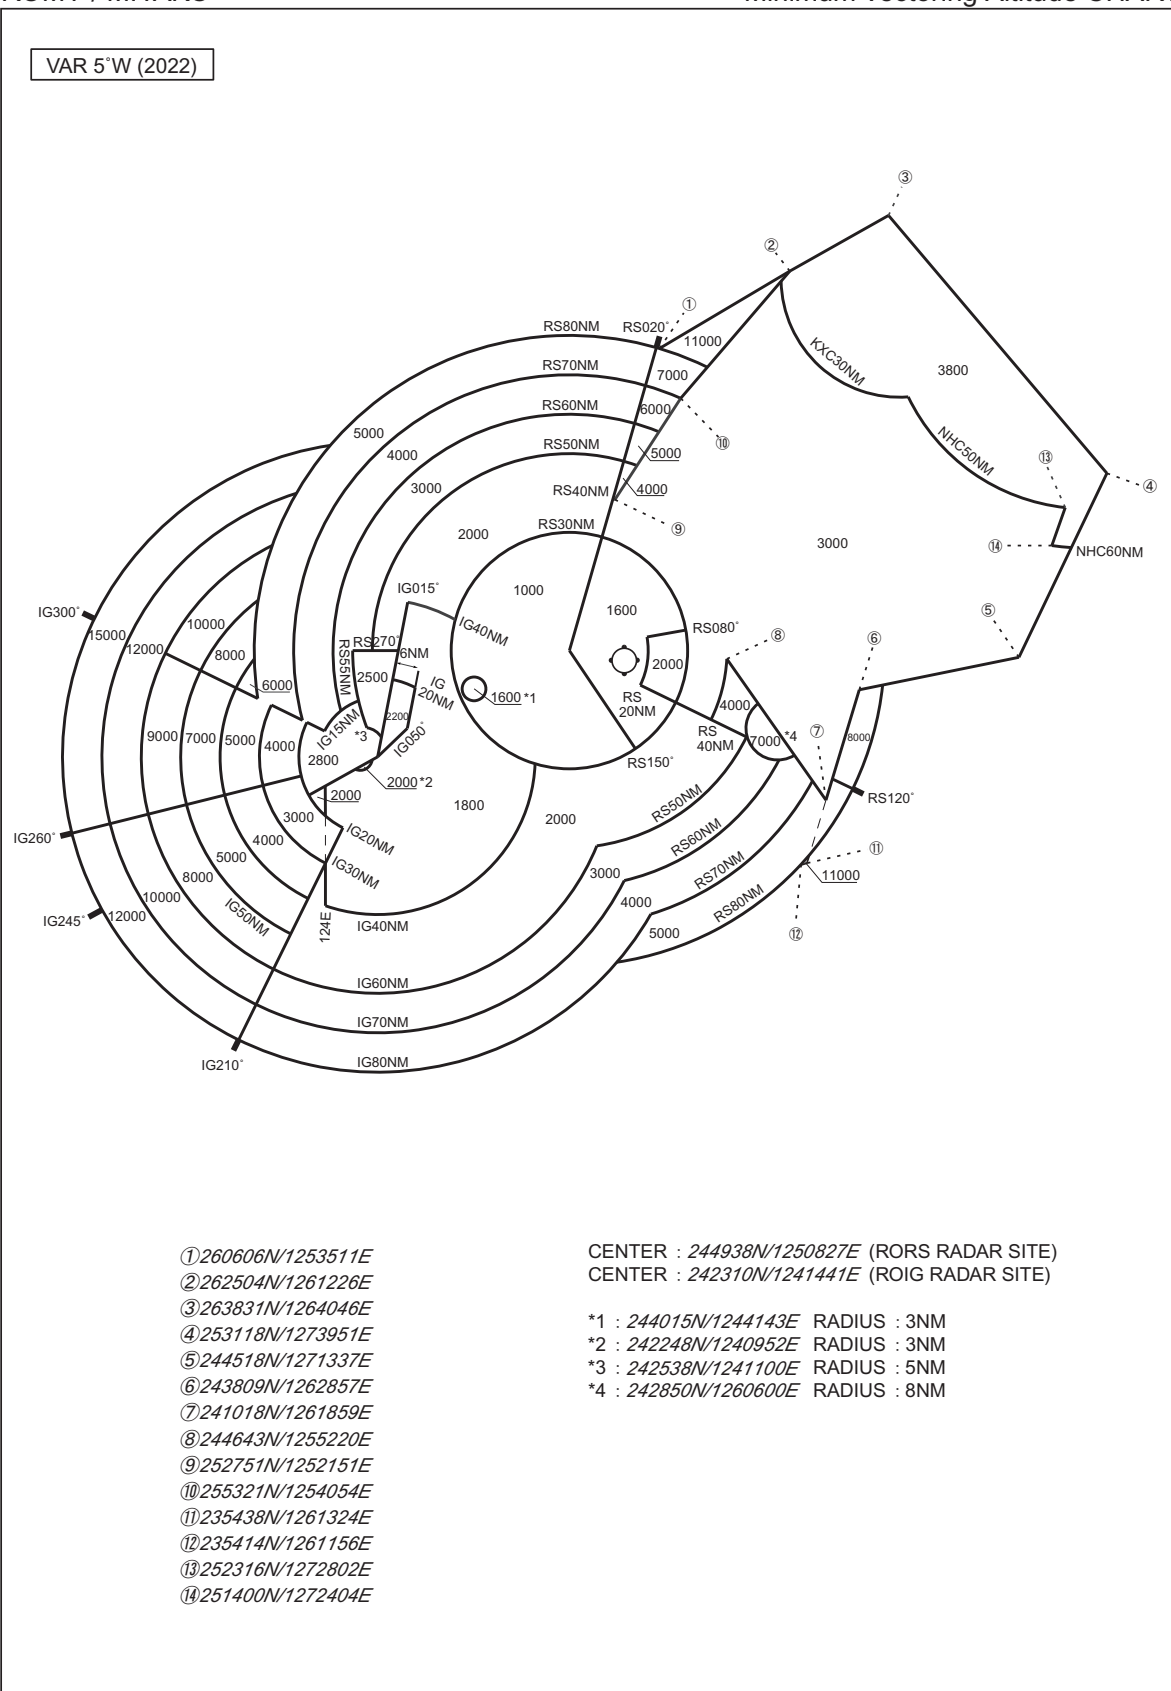 VAR 5˚W (2022)
③
②
①
RS80NM
RS020˚
11000
RS70NM
7000
KXC30NM
3800
RS60NM
6000
5000
4000
⑩
NHC50NM
RS50NM
5000
⑬
3000
RS40NM
4000
④
RS30NM
⑨
2000
3000
⑭
NHC60NM
IG015˚
1000
IG300˚
1600
⑤
15000
10000
IG40NM
RS080˚
12000
RS270˚
6NM
⑧
8000
RS55NM
2500
IG
20NM
2000
⑥
6000
1600 *1
RS
20NM
4000
2200
IG15NM
*3
IG050˚
RS
40NM
7000 *4
⑦
8000
9000
7000
5000
4000
2800
RS150˚
2000 *2
2000
1800
RS120˚
3000
2000
RS50NM
IG260˚
4000
IG20NM
RS60NM
⑪
5000
IG30NM
3000
RS70NM
11000
8000
10000
IG50NM
4000
RS80NM
IG245˚
12000
124E
IG40NM
5000
⑫
IG60NM
IG70NM
IG210˚
IG80NM
①260606N/1253511E
②262504N/1261226E
③263831N/1264046E
④253118N/1273951E
⑤244518N/1271337E
⑥243809N/1262857E
⑦241018N/1261859E
⑧244643N/1255220E
⑨252751N/1252151E
⑩255321N/1254054E
⑪235438N/1261324E
⑫235414N/1261156E
⑬252316N/1272802E
⑭251400N/1272404E
CENTER : 244938N/1250827E (RORS RADAR SITE)
CENTER : 242310N/1241441E (ROIG RADAR SITE)
*1 : 244015N/1244143E RADIUS : 3NM
*2 : 242248N/1240952E RADIUS : 3NM
*3 : 242538N/1241100E RADIUS : 5NM
*4 : 242850N/1260600E RADIUS : 8NM